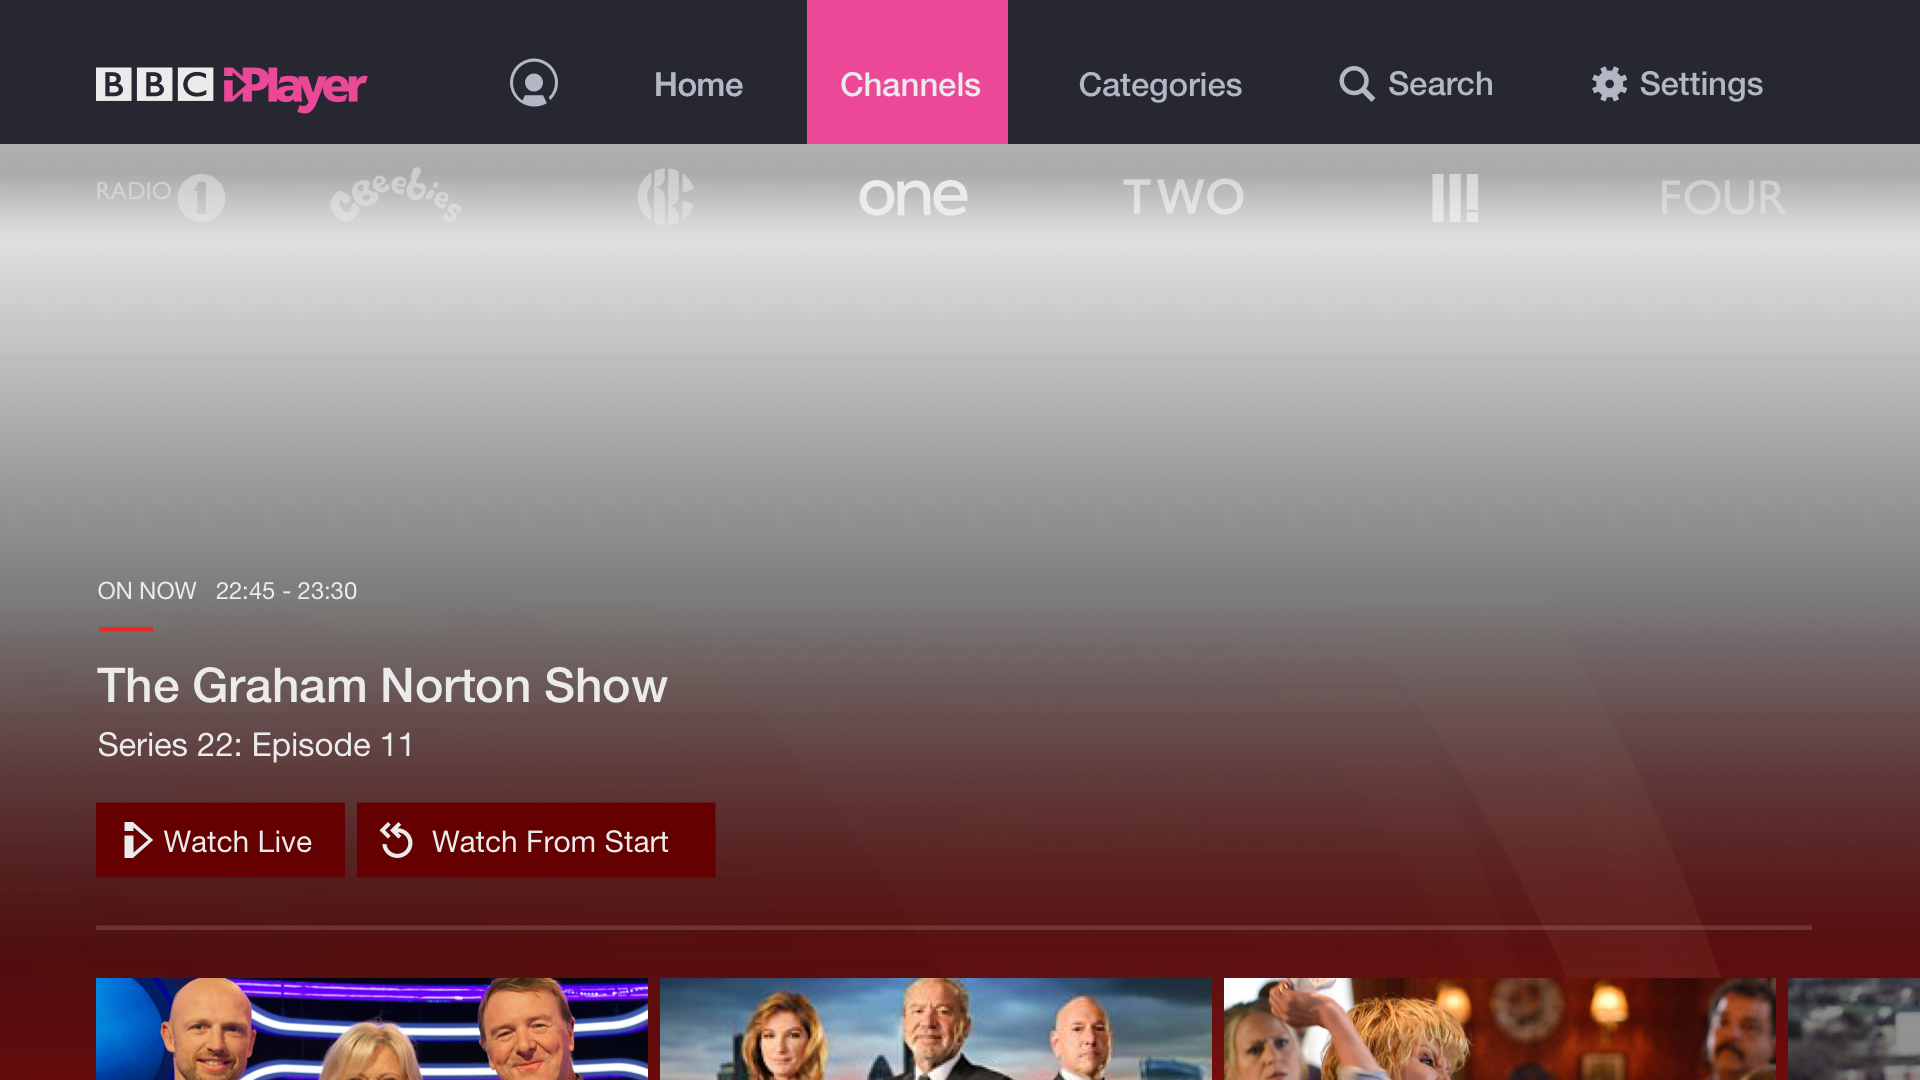 BBC iPlayer
Home
Channels
Categories
Search
Settings
RADIO 1
CBeebies
CBBC
one
TWO
III!
FOUR
ON NOW 22:45 - 23:30
The Graham Norton Show
Series 22: Episode 11
Watch Live
Watch From Start